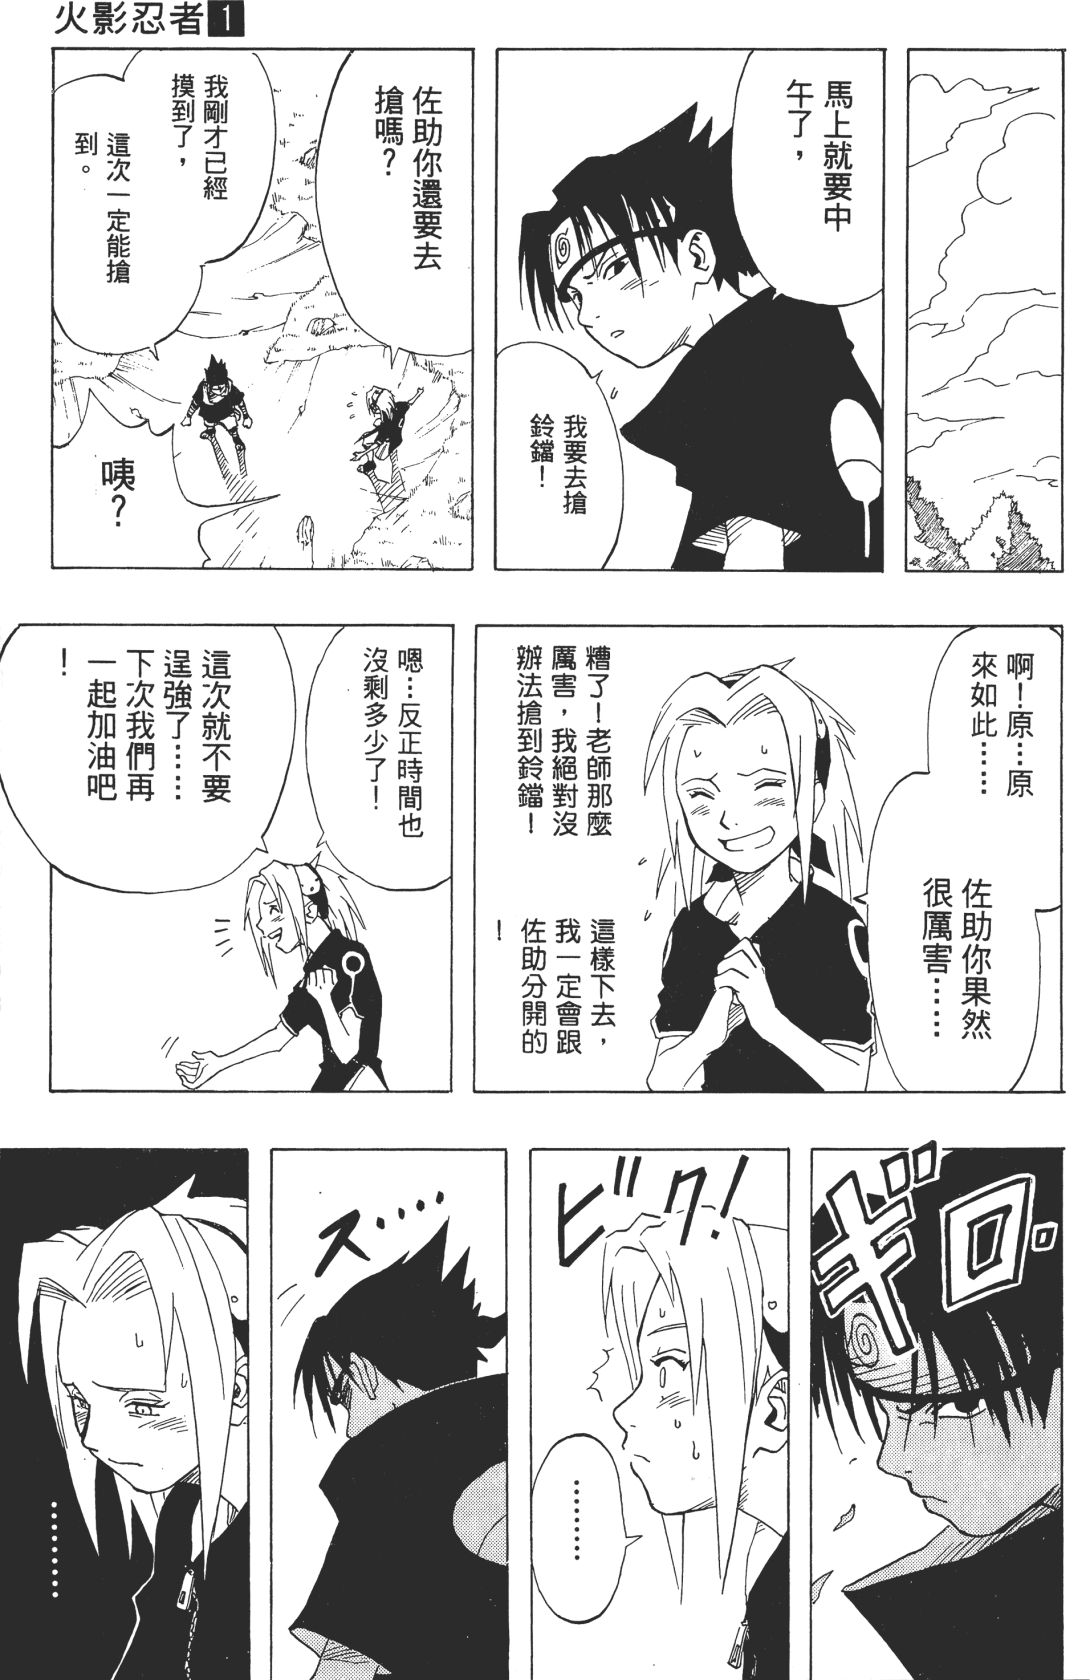 火影忍者1
馬上就要中
午了，
我要去搶
鈴鐺！
佐助你還要去
搶嗎？
我剛才已經
摸到了，
這次一定能搶
到。
咦？
啊！原…原
來如此……
佐助你果然
很厲害……
糟了！老師那麼
厲害，我絕對沒
辦法搶到鈴鐺！
這樣下去，
我一定會跟
佐助分開的
！
嗯…反正時間也
沒剩多少了！
這次就不要
逞強了……
下次我們再
一起加油吧
！
ギロ。
ビク！
………
ス……
………